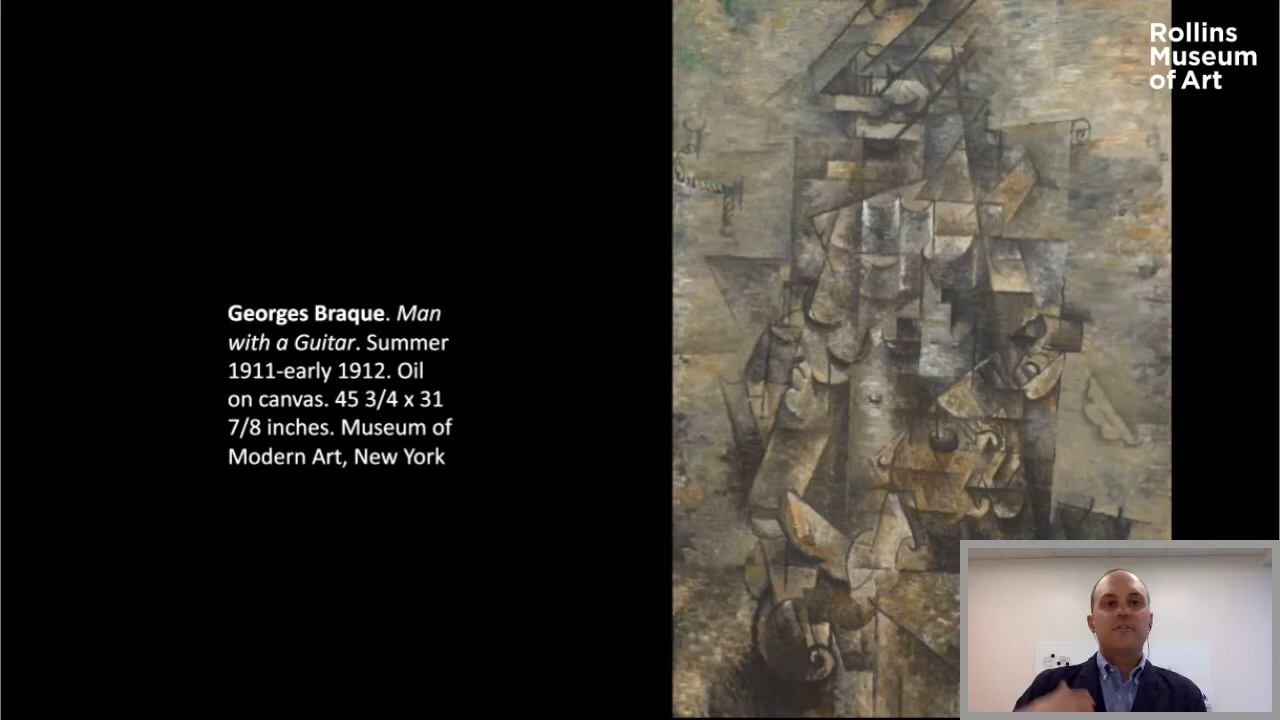 Rollins
Museum
of Art
Georges Braque. Man
with a Guitar. Summer
1911-early 1912. Oil
on canvas. 45 3/4 x 31
7/8 inches. Museum of
Modern Art, New York